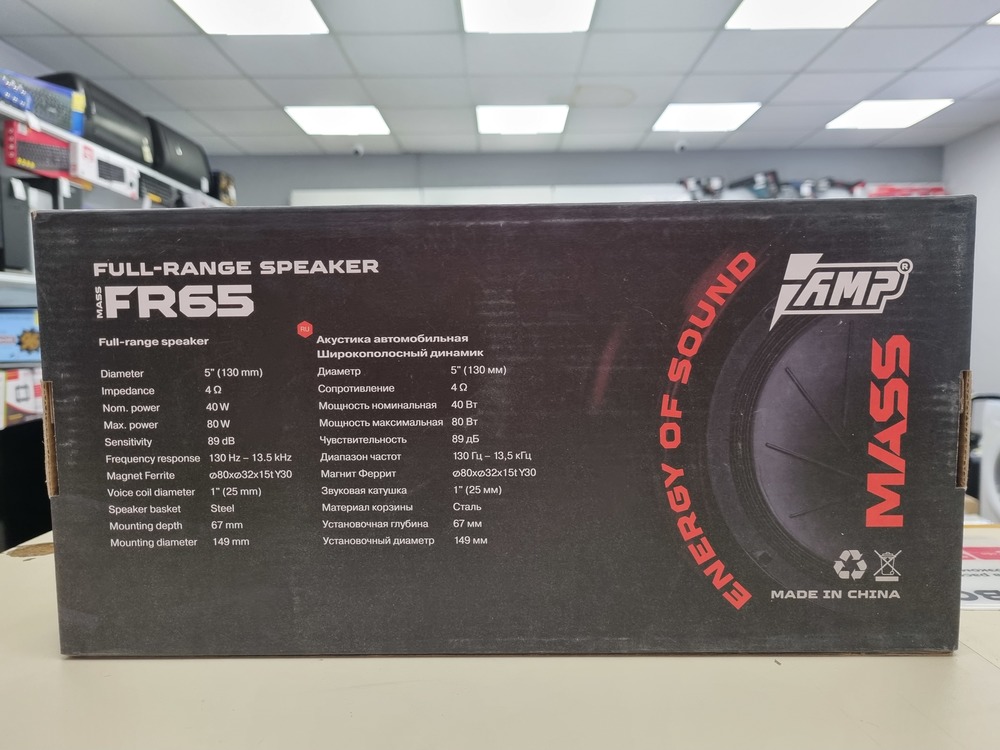 FULL-RANGE SPEAKER
MASS FR65
Full-range speaker
Diameter 5" (130 mm)
Impedance 4 Ω
Nom. power 40 W
Max. power 80 W
Sensitivity 89 dB
Frequency response 130 Hz – 13.5 kHz
Magnet Ferrite ⌀80x⌀32x15t Y30
Voice coil diameter 1" (25 mm)
Speaker basket Steel
Mounting depth 67 mm
Mounting diameter 149 mm
RU
Акустика автомобильная
Широкополосный динамик
Диаметр 5" (130 мм)
Сопротивление 4 Ω
Мощность номинальная 40 Вт
Мощность максимальная 80 Вт
Чувствительность 89 дБ
Диапазон частот 130 Гц – 13,5 кГц
Магнит Феррит ⌀80x⌀32x15t Y30
Звуковая катушка 1" (25 мм)
Материал корзины Сталь
Установочная глубина 67 мм
Установочный диаметр 149 мм
ENERGY OF SOUND
AMP®
MASS
MADE IN CHINA